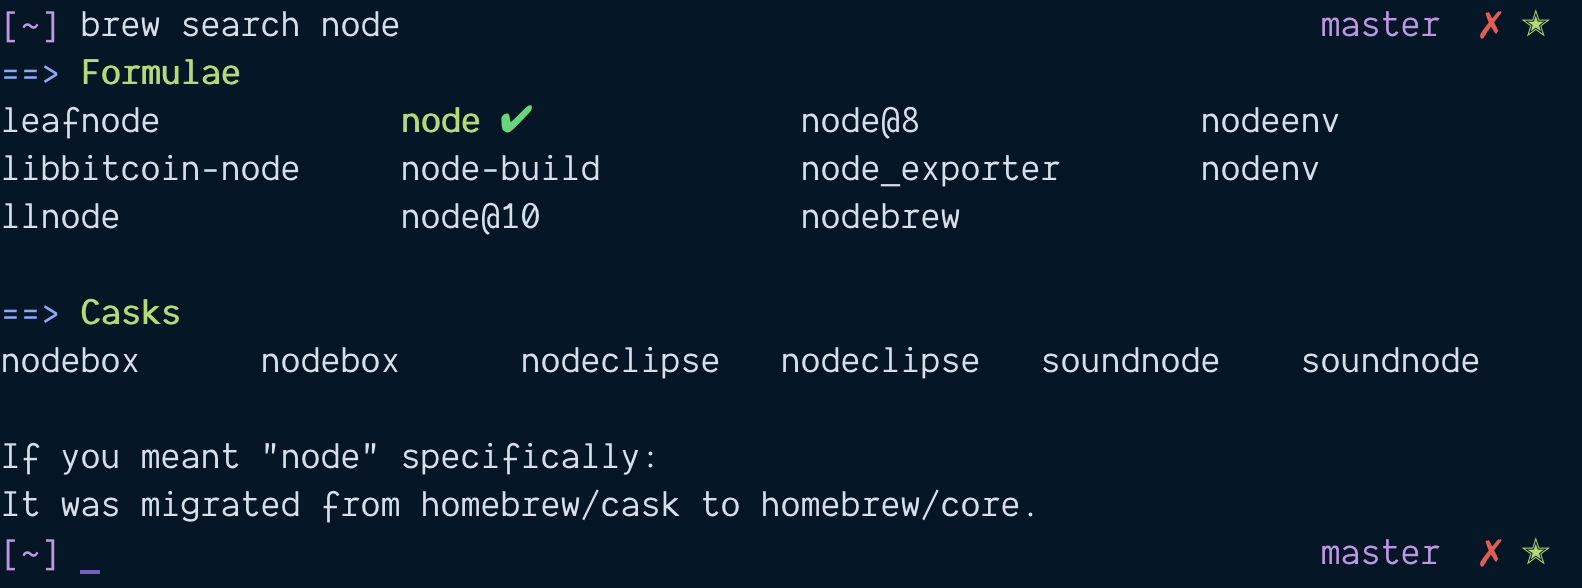 [~] brew search node master ✗ ✭
==> Formulae
leafnode node ✔ node@8 nodeenv
libbitcoin-node node-build node_exporter nodenv
llnode node@10 nodebrew
==> Casks
nodebox nodebox nodeclipse nodeclipse soundnode soundnode
If you meant "node" specifically:
It was migrated from homebrew/cask to homebrew/core.
[~] _ master ✗ ✭